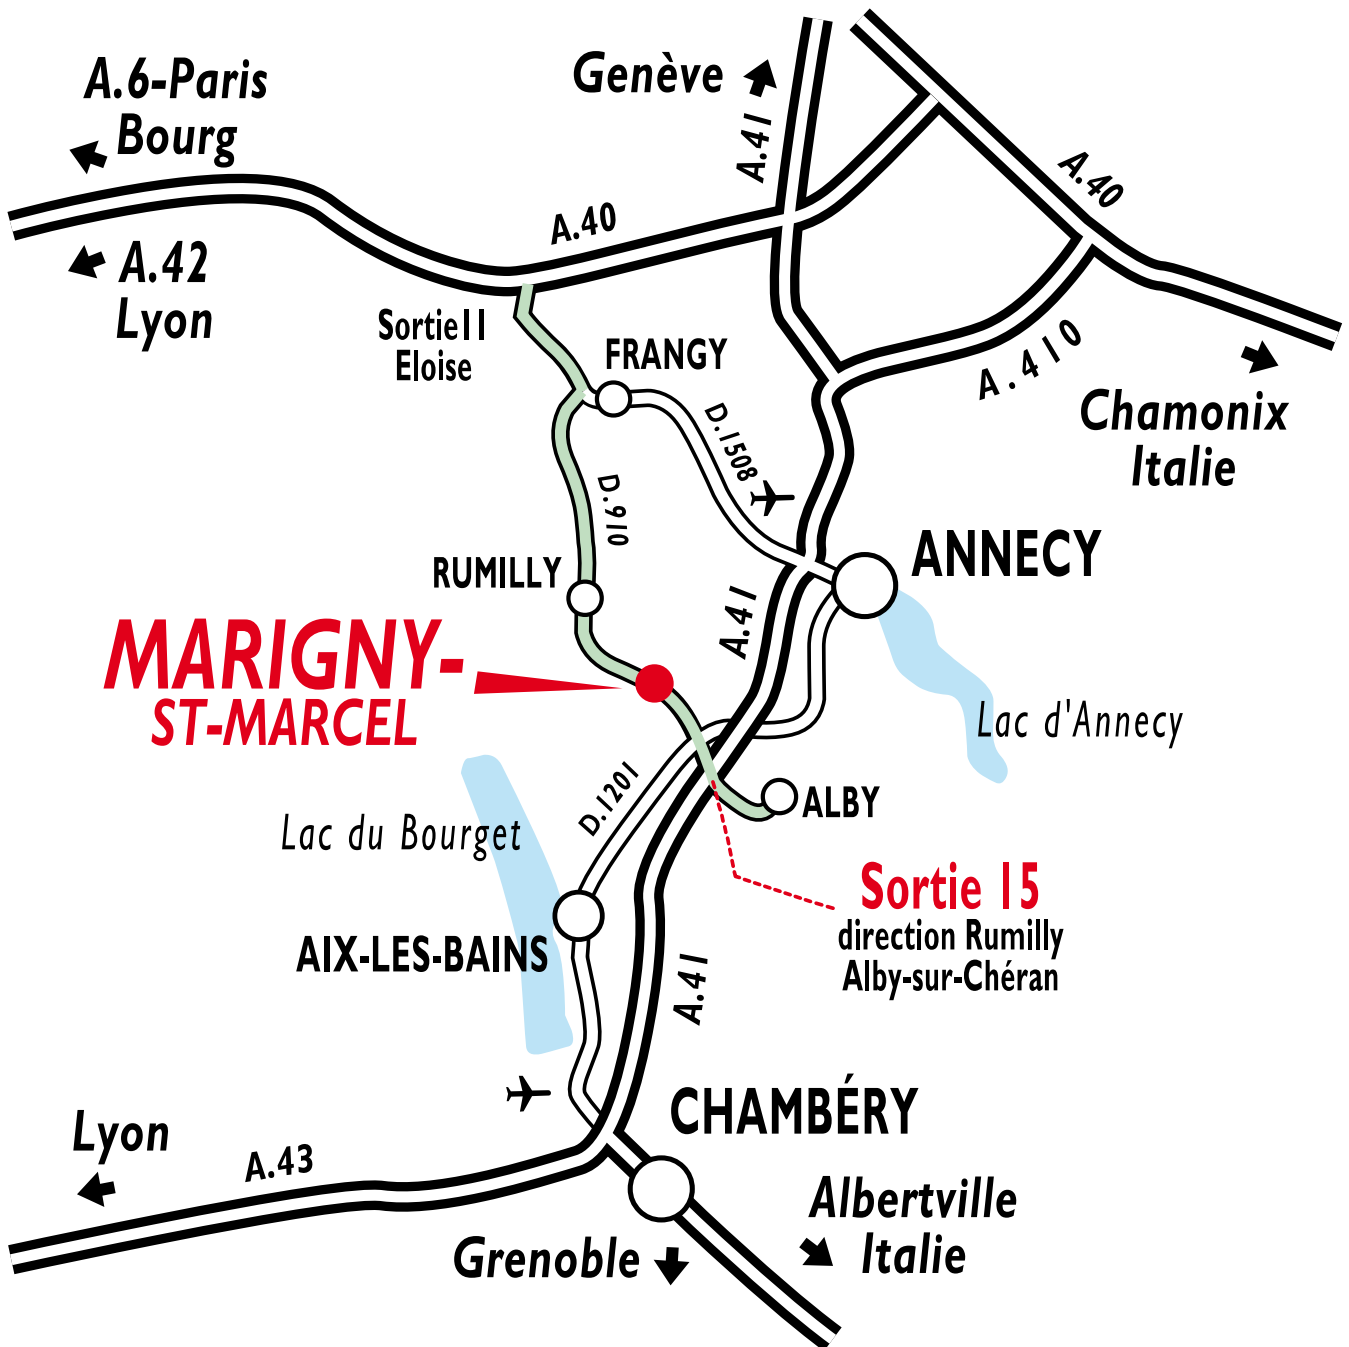 A.6-Paris
Bourg
Genève
A.41
A.40
A.40
A.42
Lyon
Sortie11
Eloise
FRANGY
A.410
Chamonix
Italie
D.1508
D.910
ANNECY
RUMILLY
A.41
MARIGNY-
ST-MARCEL
Lac d'Annecy
D.1201
ALBY
Lac du Bourget
Sortie 15
direction Rumilly
Alby-sur-Chéran
AIX-LES-BAINS
A.41
CHAMBÉRY
Lyon
A.43
Albertville
Italie
Grenoble